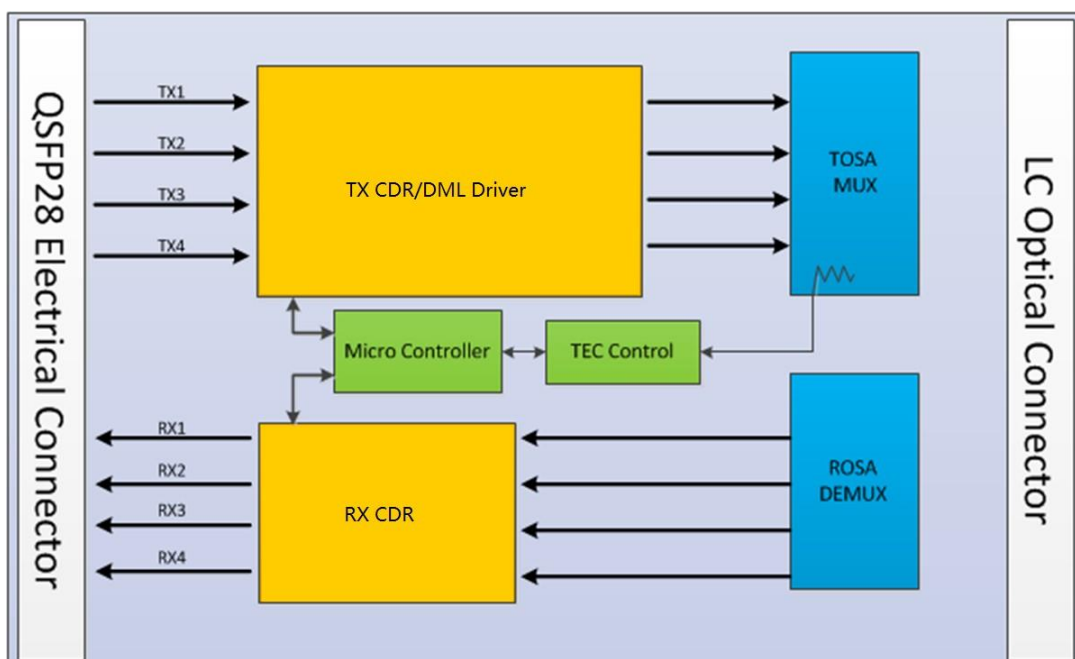 QSFP28 Electrical Connector
TX1
TX2
TX3
TX4
TX CDR/DML Driver
TOSA
MUX
LC Optical Connector
Micro Controller
TEC Control
RX1
RX2
RX3
RX4
RX CDR
ROSA
DEMUX